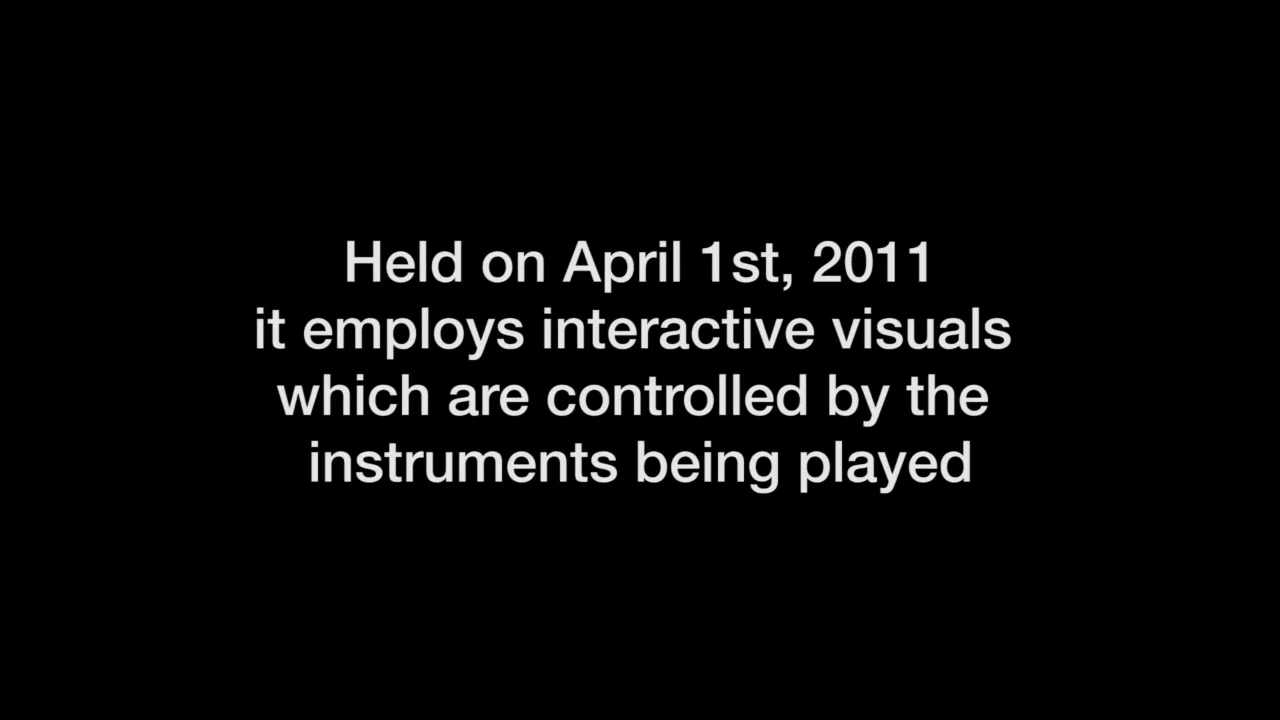 Held on April 1st, 2011
it employs interactive visuals
which are controlled by the
instruments being played